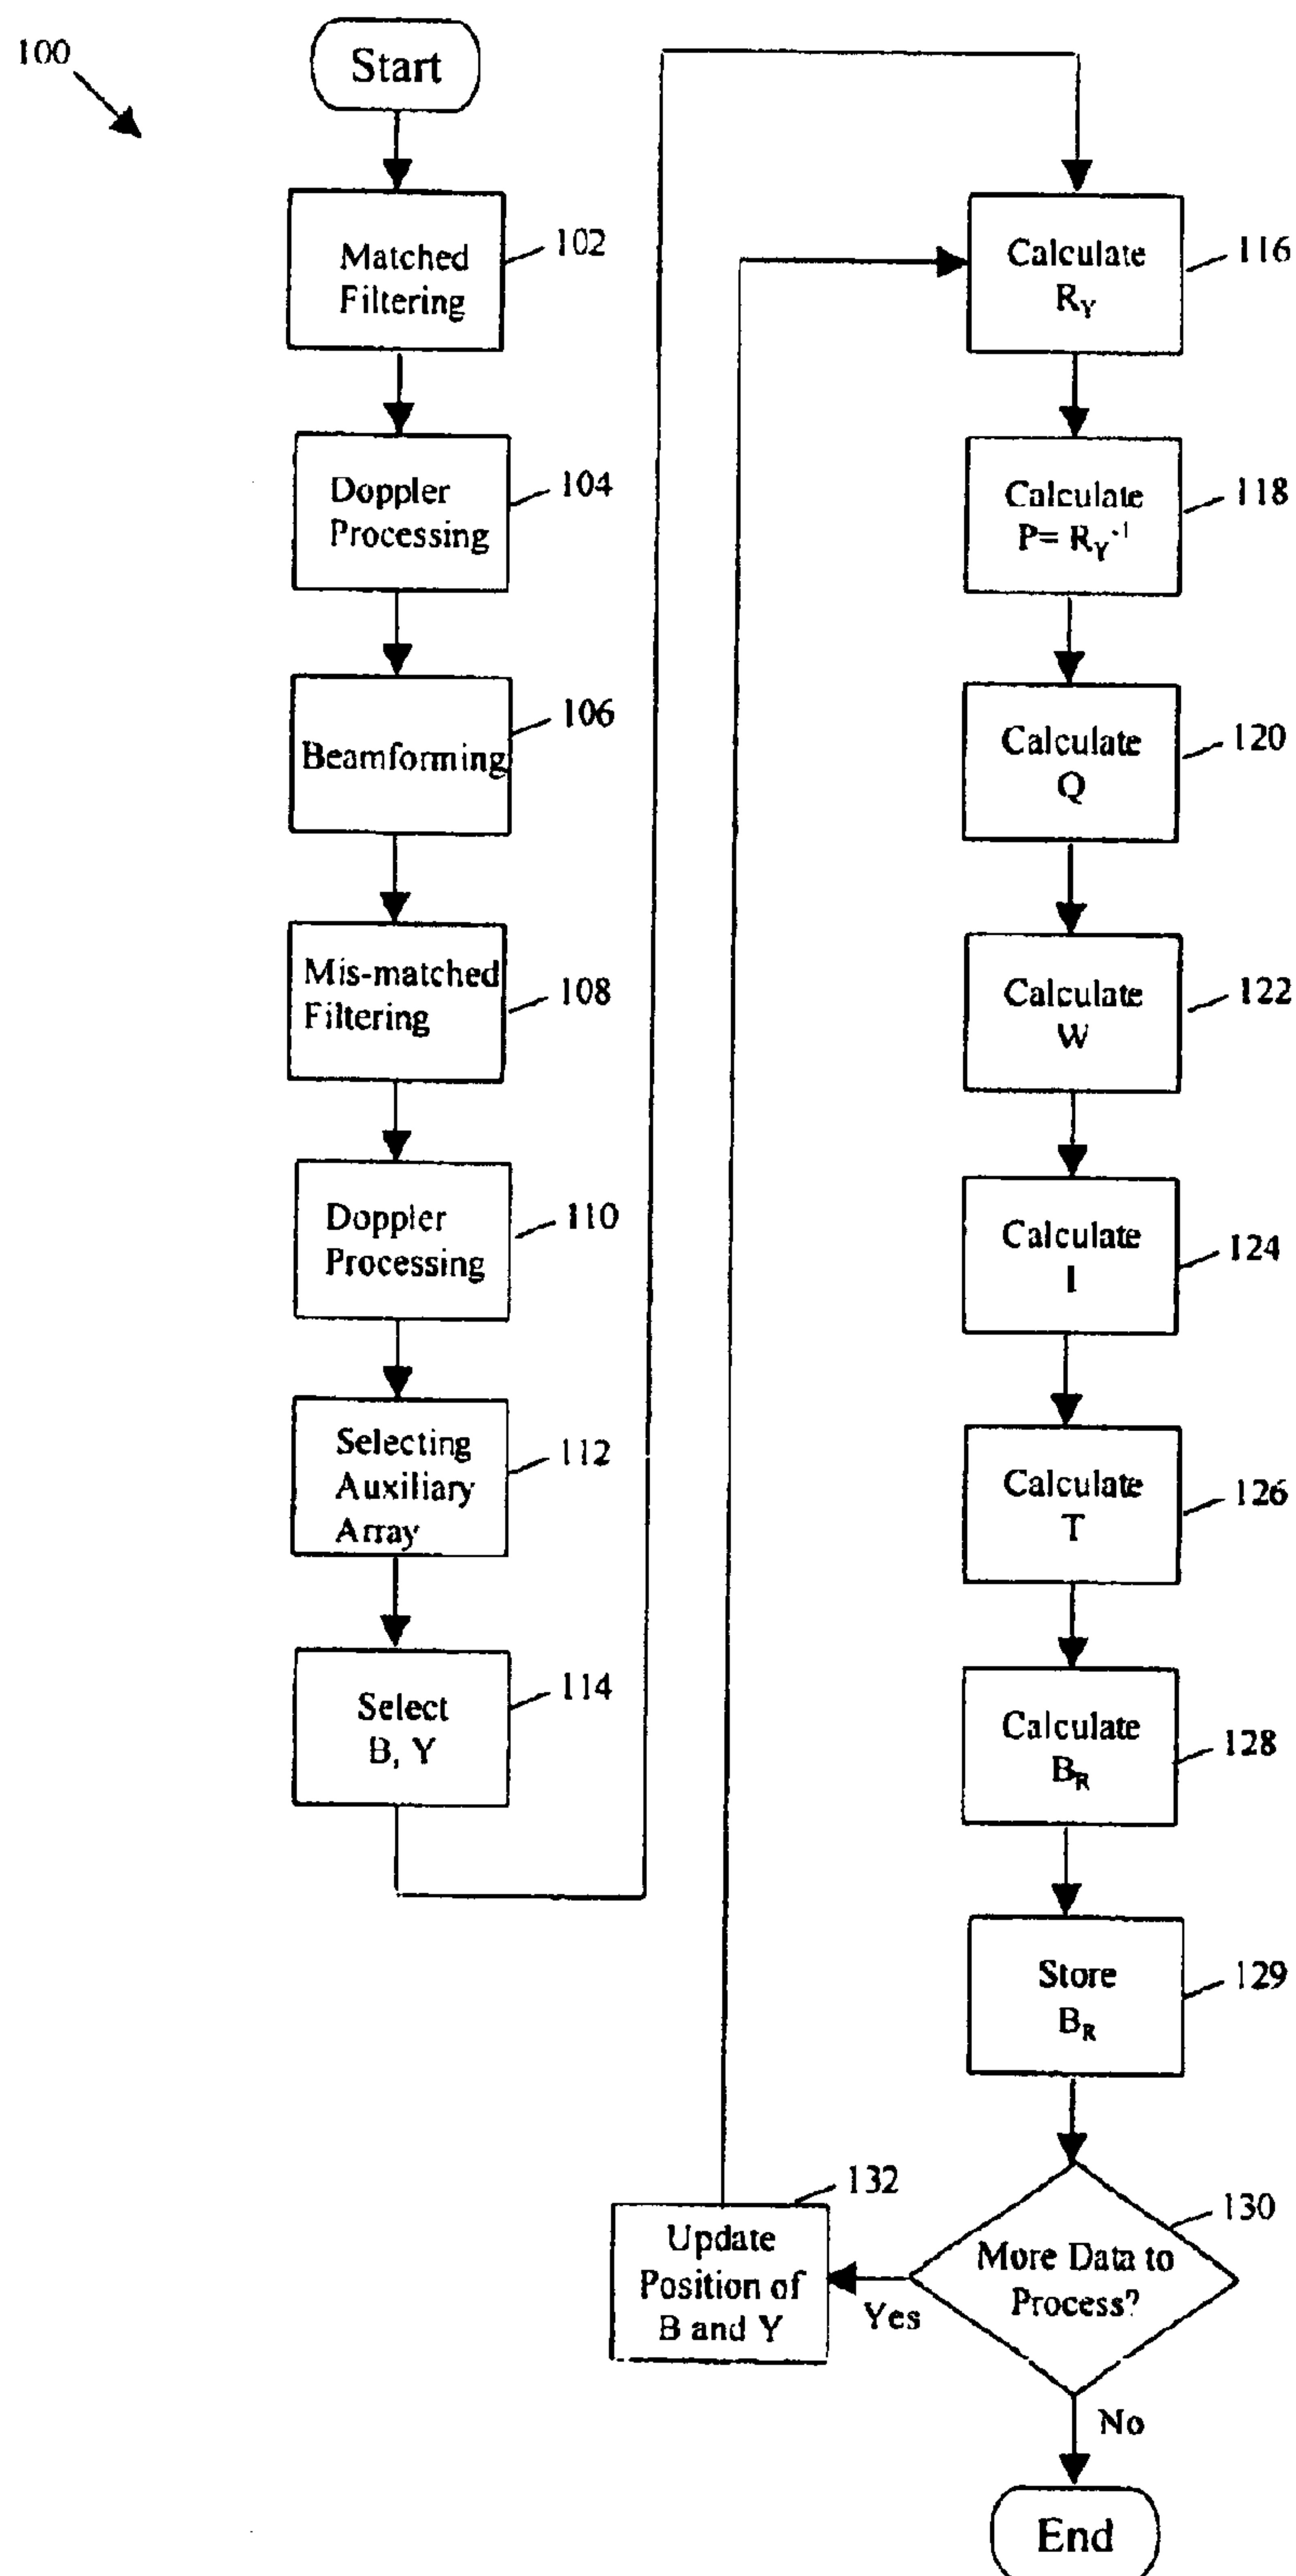 100
Start
Matched
Filtering
102
Doppler
Processing
104
Beamforming
106
Mis-matched
Filtering
108
Doppler
Processing
110
Selecting
Auxiliary
Array
112
Select
B, Y
114
Calculate
R_Y
116
Calculate
P= R_Y^-1
118
Calculate
Q
120
Calculate
W
122
Calculate
I
124
Calculate
T
126
Calculate
B_R
128
Store
B_R
129
More Data to
Process?
130
Yes
No
Update
Position of
B and Y
132
End